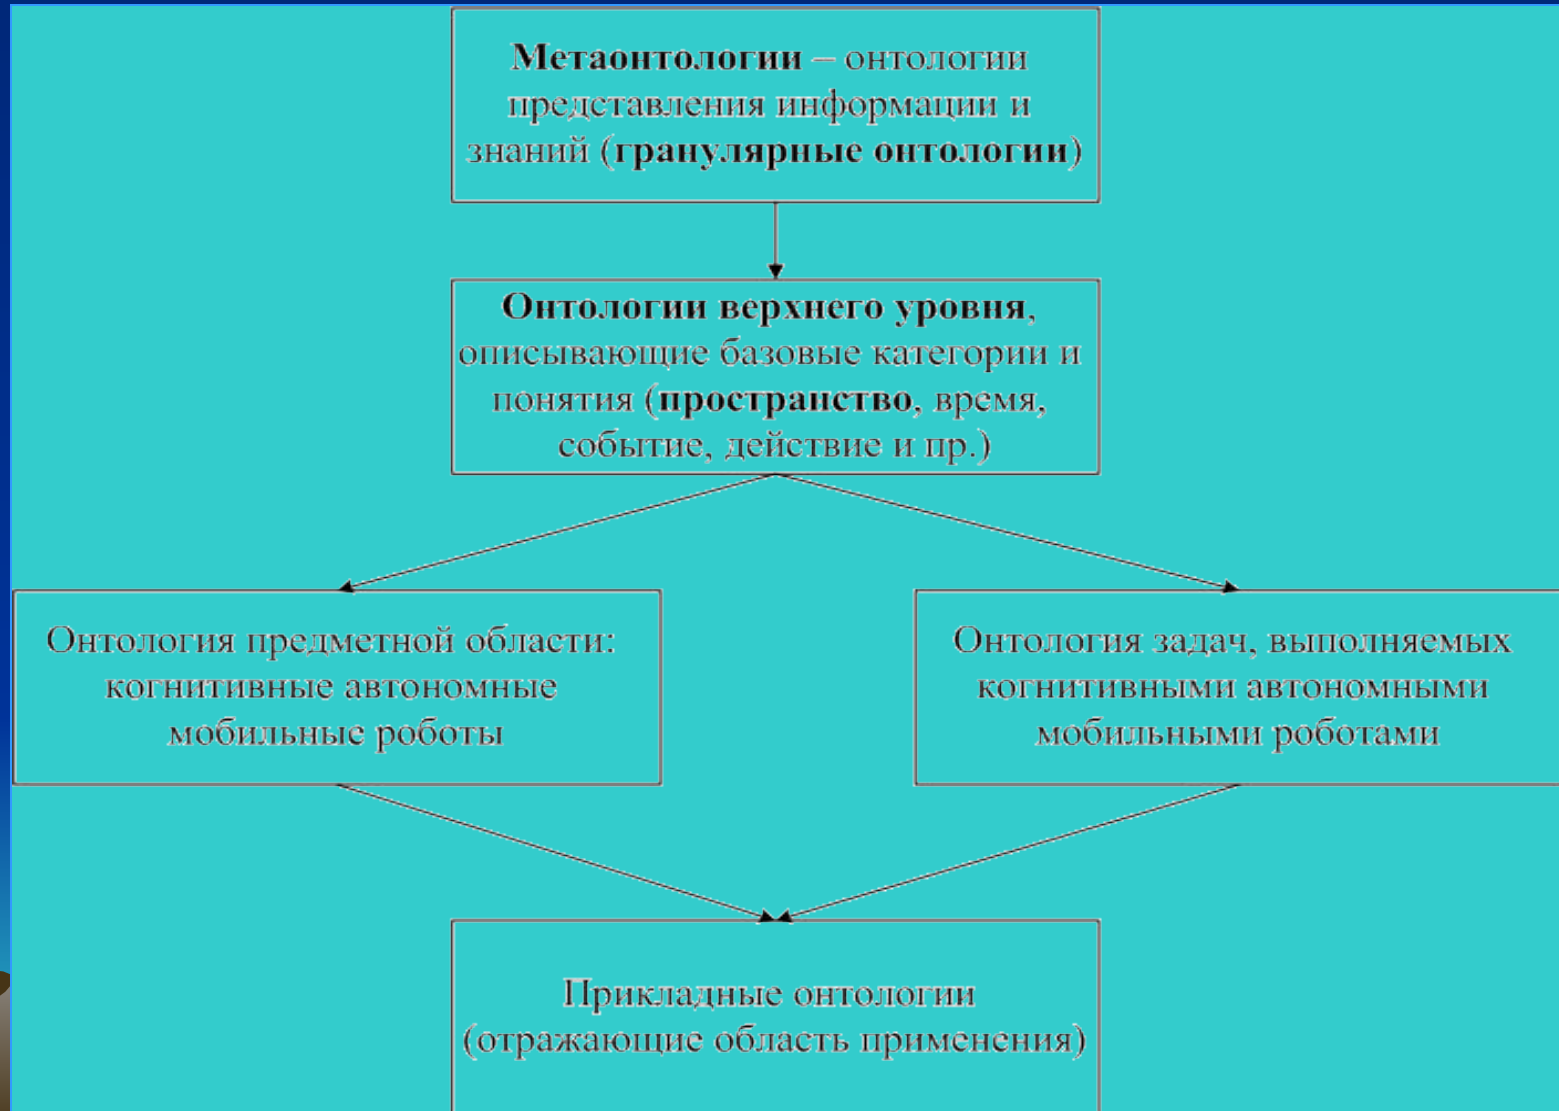 Метаонтологии – онтологии
представления информации и
знаний (гранулярные онтологии)
Онтологии верхнего уровня,
описывающие базовые категории и
понятия (пространство, время,
событие, действие и пр.)
Онтология предметной области:
когнитивные автономные
мобильные роботы
Онтология задач, выполняемых
когнитивными автономными
мобильными роботами
Прикладные онтологии
(отражающие область применения)